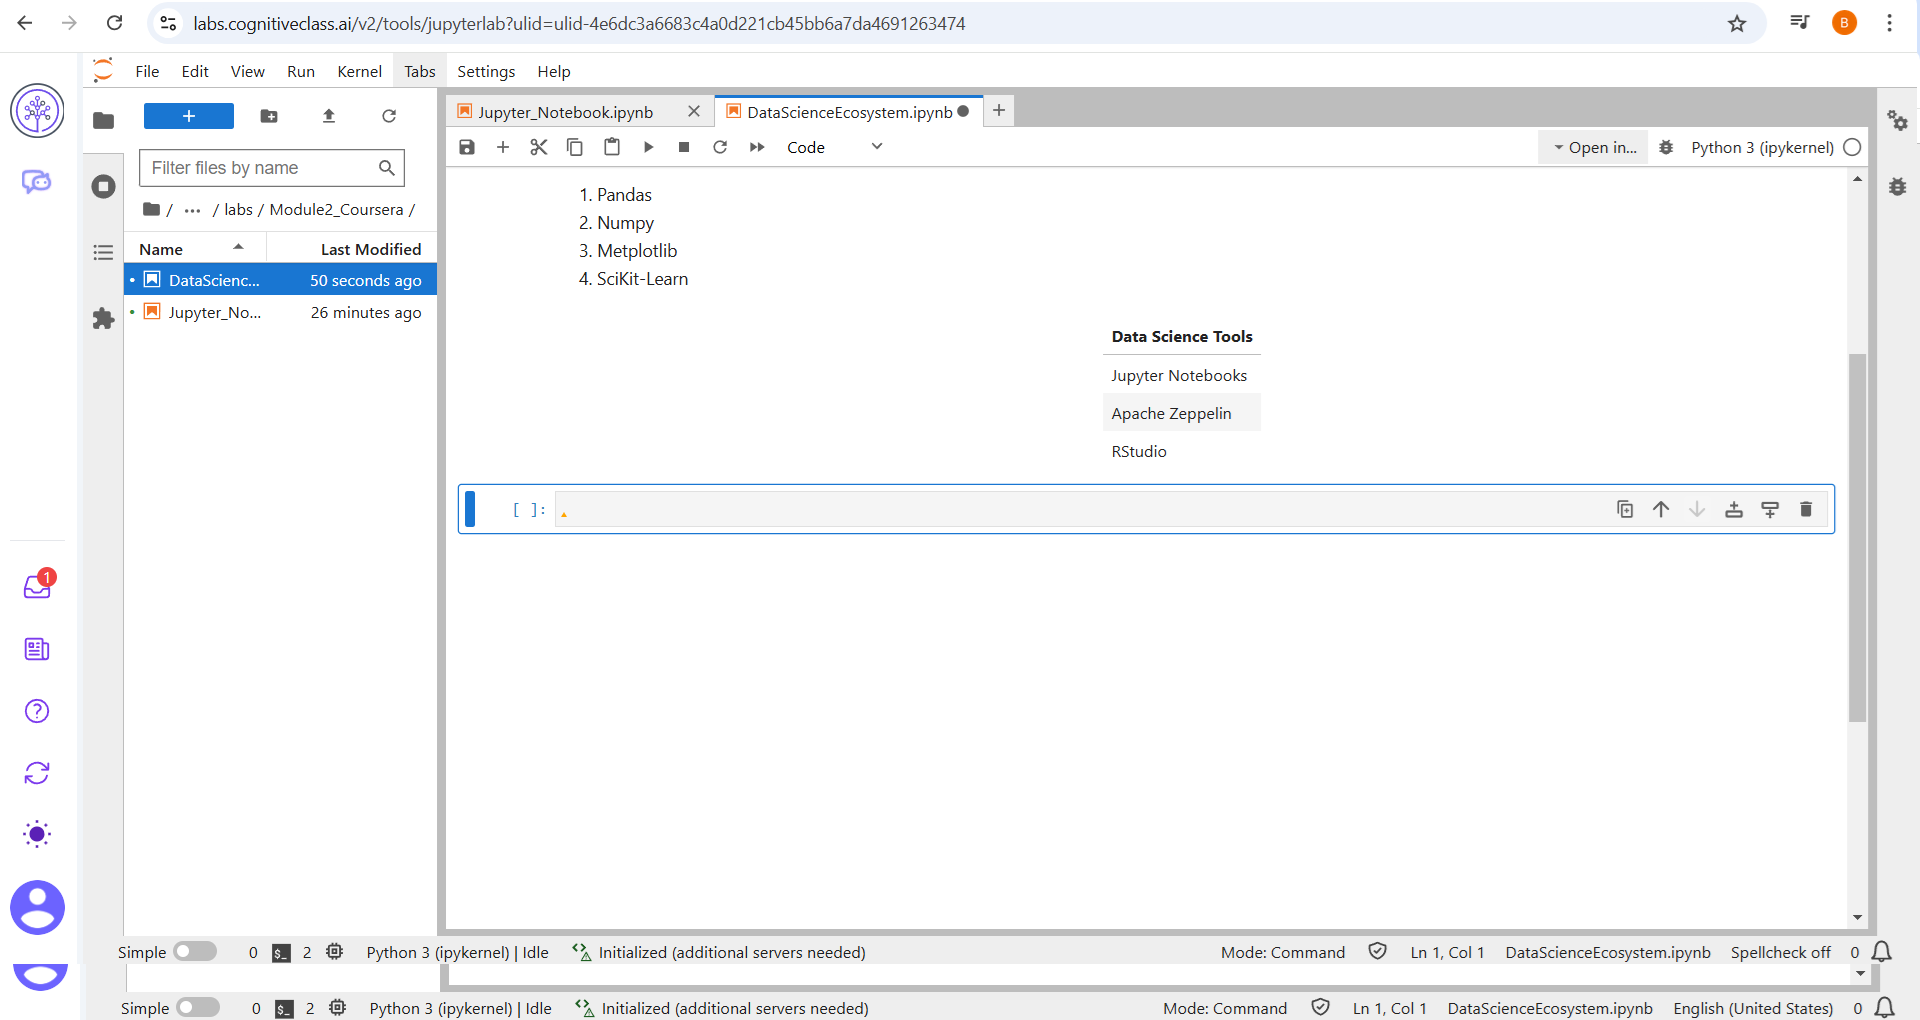 labs.cognitiveclass.ai/v2/tools/jupyterlab?ulid=ulid-4e6dc3a6683c4a0d221cb45bb6a7da4691263474
B
File Edit View Run Kernel Tabs Settings Help
Jupyter_Notebook.ipynb DataScienceEcosystem.ipynb
Code Open in... Python 3 (ipykernel)
Filter files by name
/ ... / labs / Module2_Coursera /
Name Last Modified
DataScienc... 50 seconds ago
Jupyter_No... 26 minutes ago
1. Pandas
2. Numpy
3. Metplotlib
4. SciKit-Learn
Data Science Tools
Jupyter Notebooks
Apache Zeppelin
RStudio
[ ]:
1
Simple 0 $_ 2 Python 3 (ipykernel) | Idle Initialized (additional servers needed) Mode: Command Ln 1, Col 1 DataScienceEcosystem.ipynb Spellcheck off 0
Simple 0 $_ 2 Python 3 (ipykernel) | Idle Initialized (additional servers needed) Mode: Command Ln 1, Col 1 DataScienceEcosystem.ipynb English (United States) 0